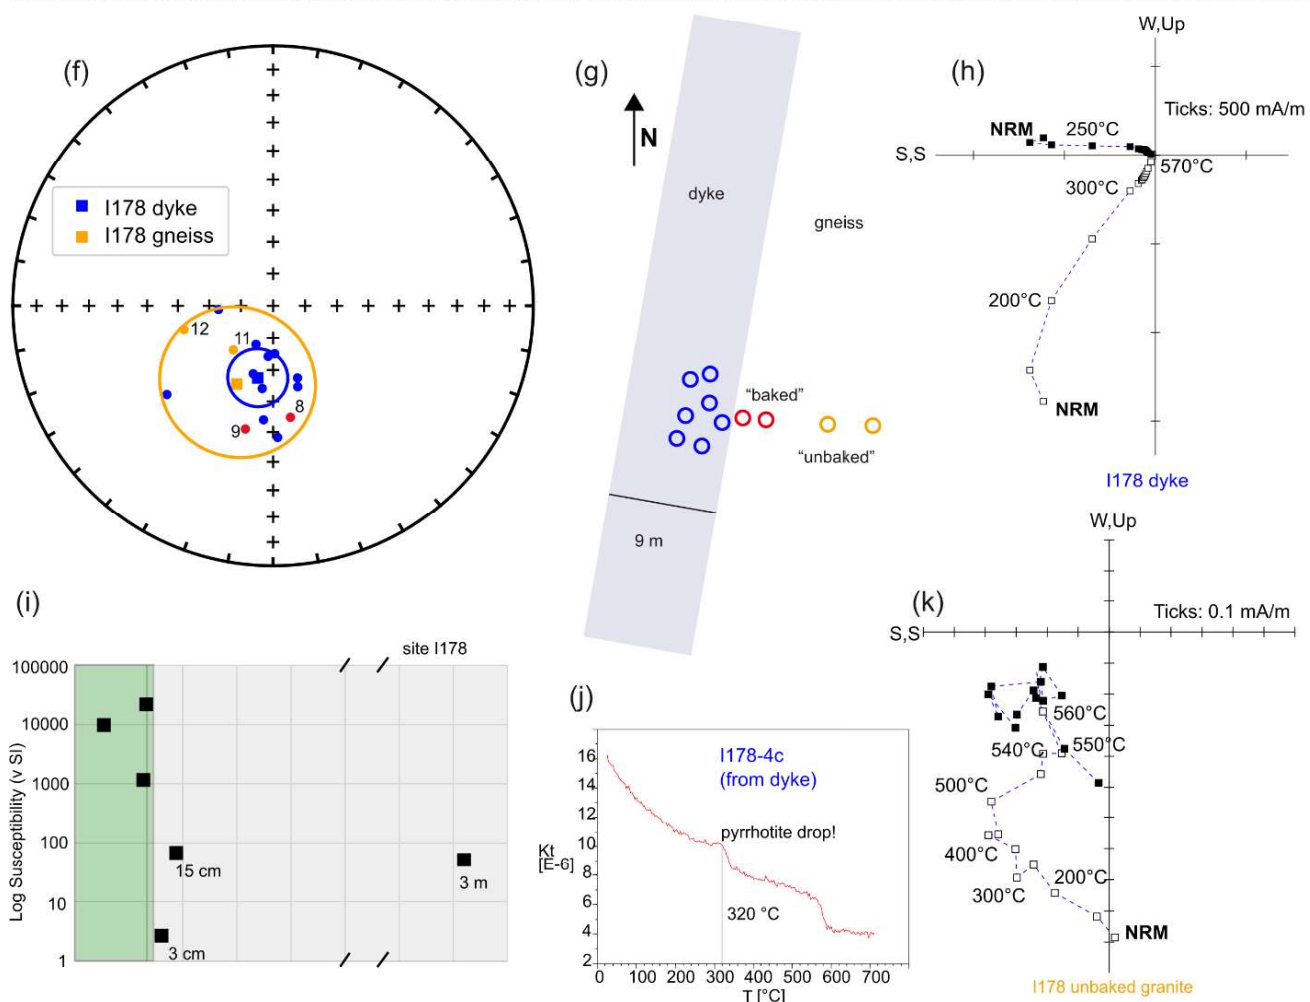 (f)
I178 dyke
I178 gneiss
12
11
8
9
(g)
N
dyke
gneiss
"baked"
"unbaked"
9 m
(h)
W,Up
Ticks: 500 mA/m
NRM
250°C
S,S
570°C
300°C
200°C
NRM
I178 dyke
(i)
site I178
Log Susceptibility (v SI)
100000
10000
1000
100
10
1
15 cm
3 cm
3 m
(j)
I178-4c
(from dyke)
pyrrhotite drop!
Kt
[E-6]
320 °C
16
14
12
10
8
6
4
2
0 100 200 300 400 500 600 700
T [°C]
(k)
W,Up
Ticks: 0.1 mA/m
S,S
560°C
550°C
540°C
500°C
400°C
300°C
200°C
NRM
I178 unbaked granite